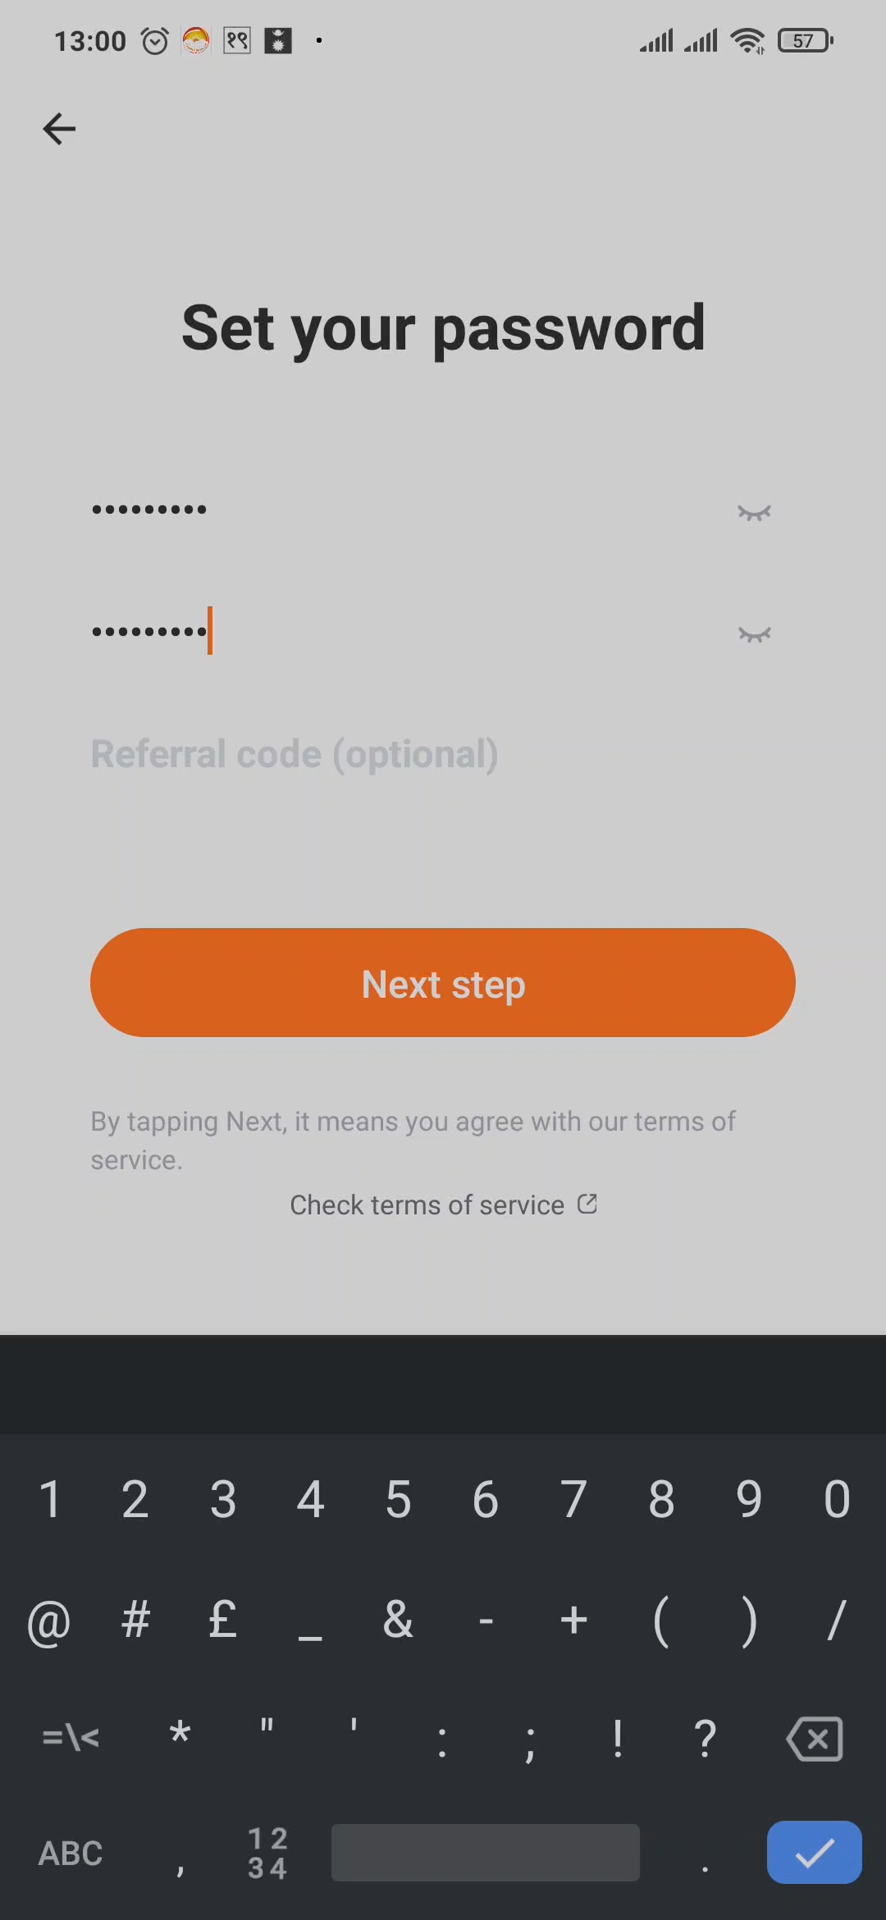 13:00 १९ 57
Set your password
•••••••••
•••••••••
Referral code (optional)
Next step
By tapping Next, it means you agree with our terms of
service.
Check terms of service
1 2 3 4 5 6 7 8 9 0
@ # £ _ & - + ( ) /
=\< * " ' : ; ! ?
ABC , 12 34 .